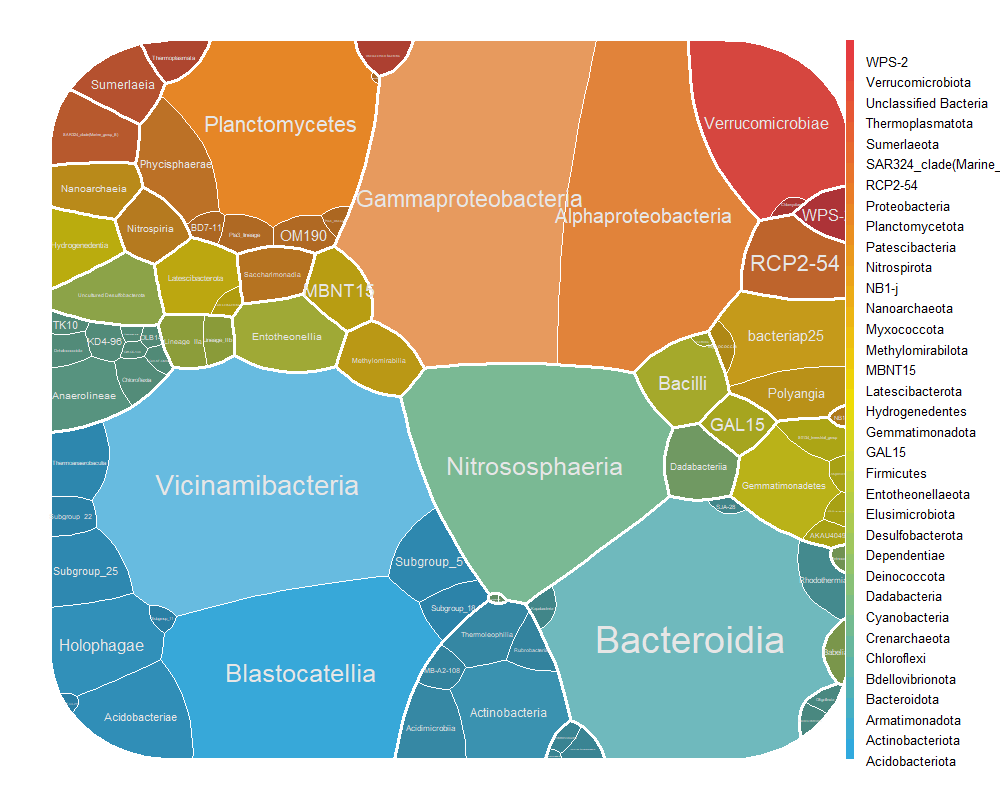 Thermoplasmata
Sumerlaeia
Planctomycetes
Verrucomicrobiae
SAR324_clade(Marine_group_B)
Phycisphaerae
Nanoarchaeia
Gammaproteobacteria
Alphaproteobacteria
WPS-
Nitrospiria
BD7-11
Pla3_lineage
OM190
Hydrogenedentia
RCP2-54
Latescibacterota
Saccharimonadia
MBNT15
Uncultured Desulfobacterota
TK10
KD4-96
Lineage_IIa
Lineage_IIb
Entotheonellia
bacteriap25
Methylomirabilia
Chloroflexia
Anaerolineae
Bacilli
Polyangia
GAL15
NB1
Thermoanaerobaculia
Vicinamibacteria
Nitrososphaeria
Dadabacteriia
Gemmatimonadetes
SJA-28
AKAU4049
Subgroup_22
Subgroup_25
Subgroup_5
Rhodothermia
Subgroup_18
Holophagae
Thermoleophilia
Rubrobacteria
Bacteroidia
Babeliae
Blastocatellia
MB-A2-108
Acidobacteriae
Acidimicrobiia
Actinobacteria
WPS-2
Verrucomicrobiota
Unclassified Bacteria
Thermoplasmatota
Sumerlaeota
SAR324_clade(Marine_
RCP2-54
Proteobacteria
Planctomycetota
Patescibacteria
Nitrospirota
NB1-j
Nanoarchaeota
Myxococcota
Methylomirabilota
MBNT15
Latescibacterota
Hydrogenedentes
Gemmatimonadota
GAL15
Firmicutes
Entotheonellaeota
Elusimicrobiota
Desulfobacterota
Dependentiae
Deinococcota
Dadabacteria
Cyanobacteria
Crenarchaeota
Chloroflexi
Bdellovibrionota
Bacteroidota
Armatimonadota
Actinobacteriota
Acidobacteriota